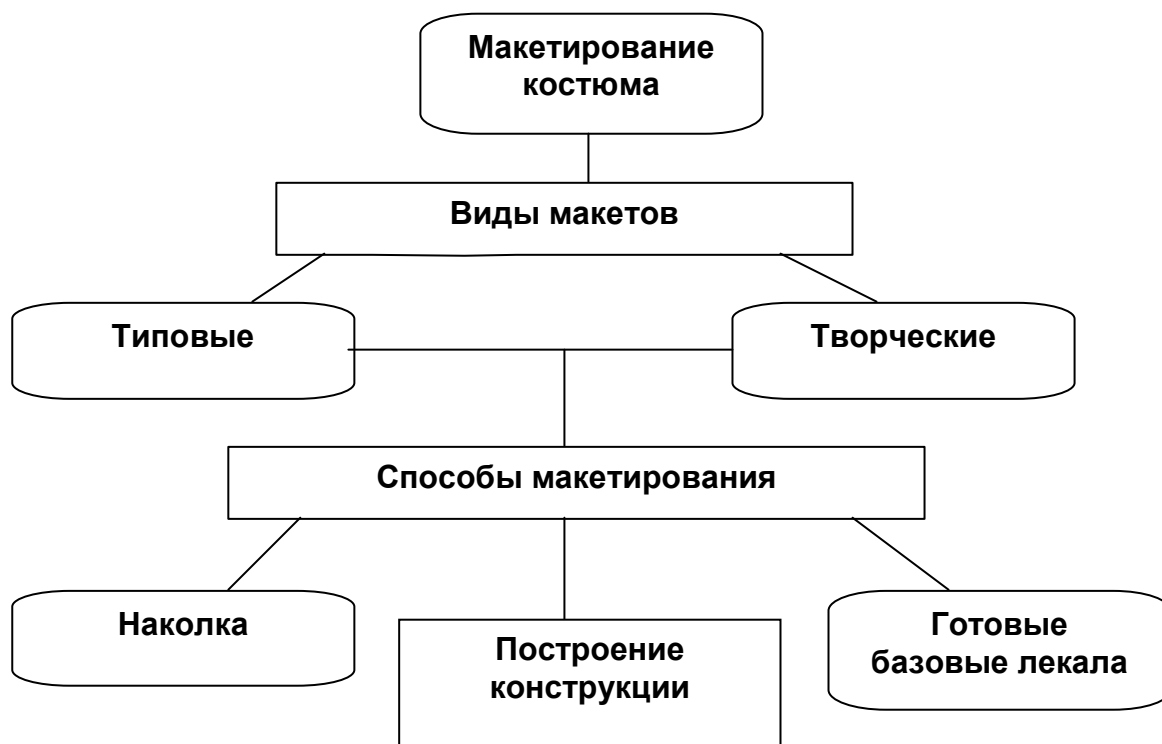 Макетирование
костюма
Виды макетов
Типовые
Творческие
Способы макетирования
Наколка
Построение
конструкции
Готовые
базовые лекала